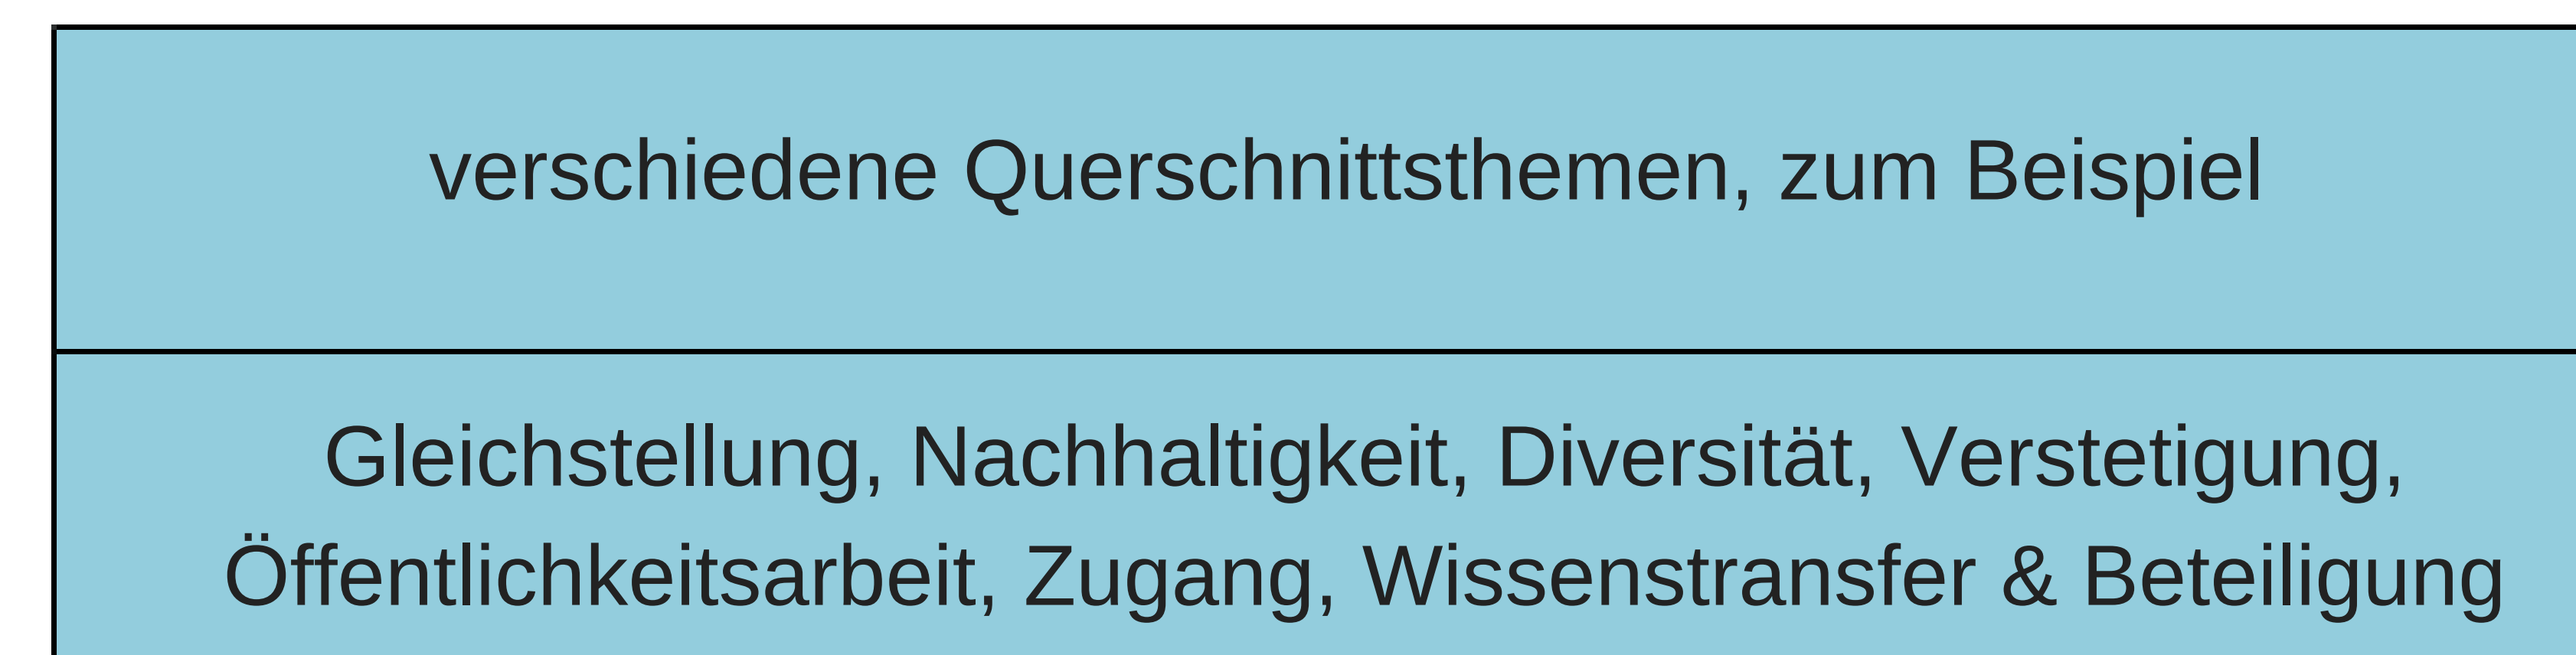 verschiedene Querschnittsthemen, zum Beispiel
Gleichstellung, Nachhaltigkeit, Diversität, Verstetigung,
Öffentlichkeitsarbeit, Zugang, Wissenstransfer & Beteiligung